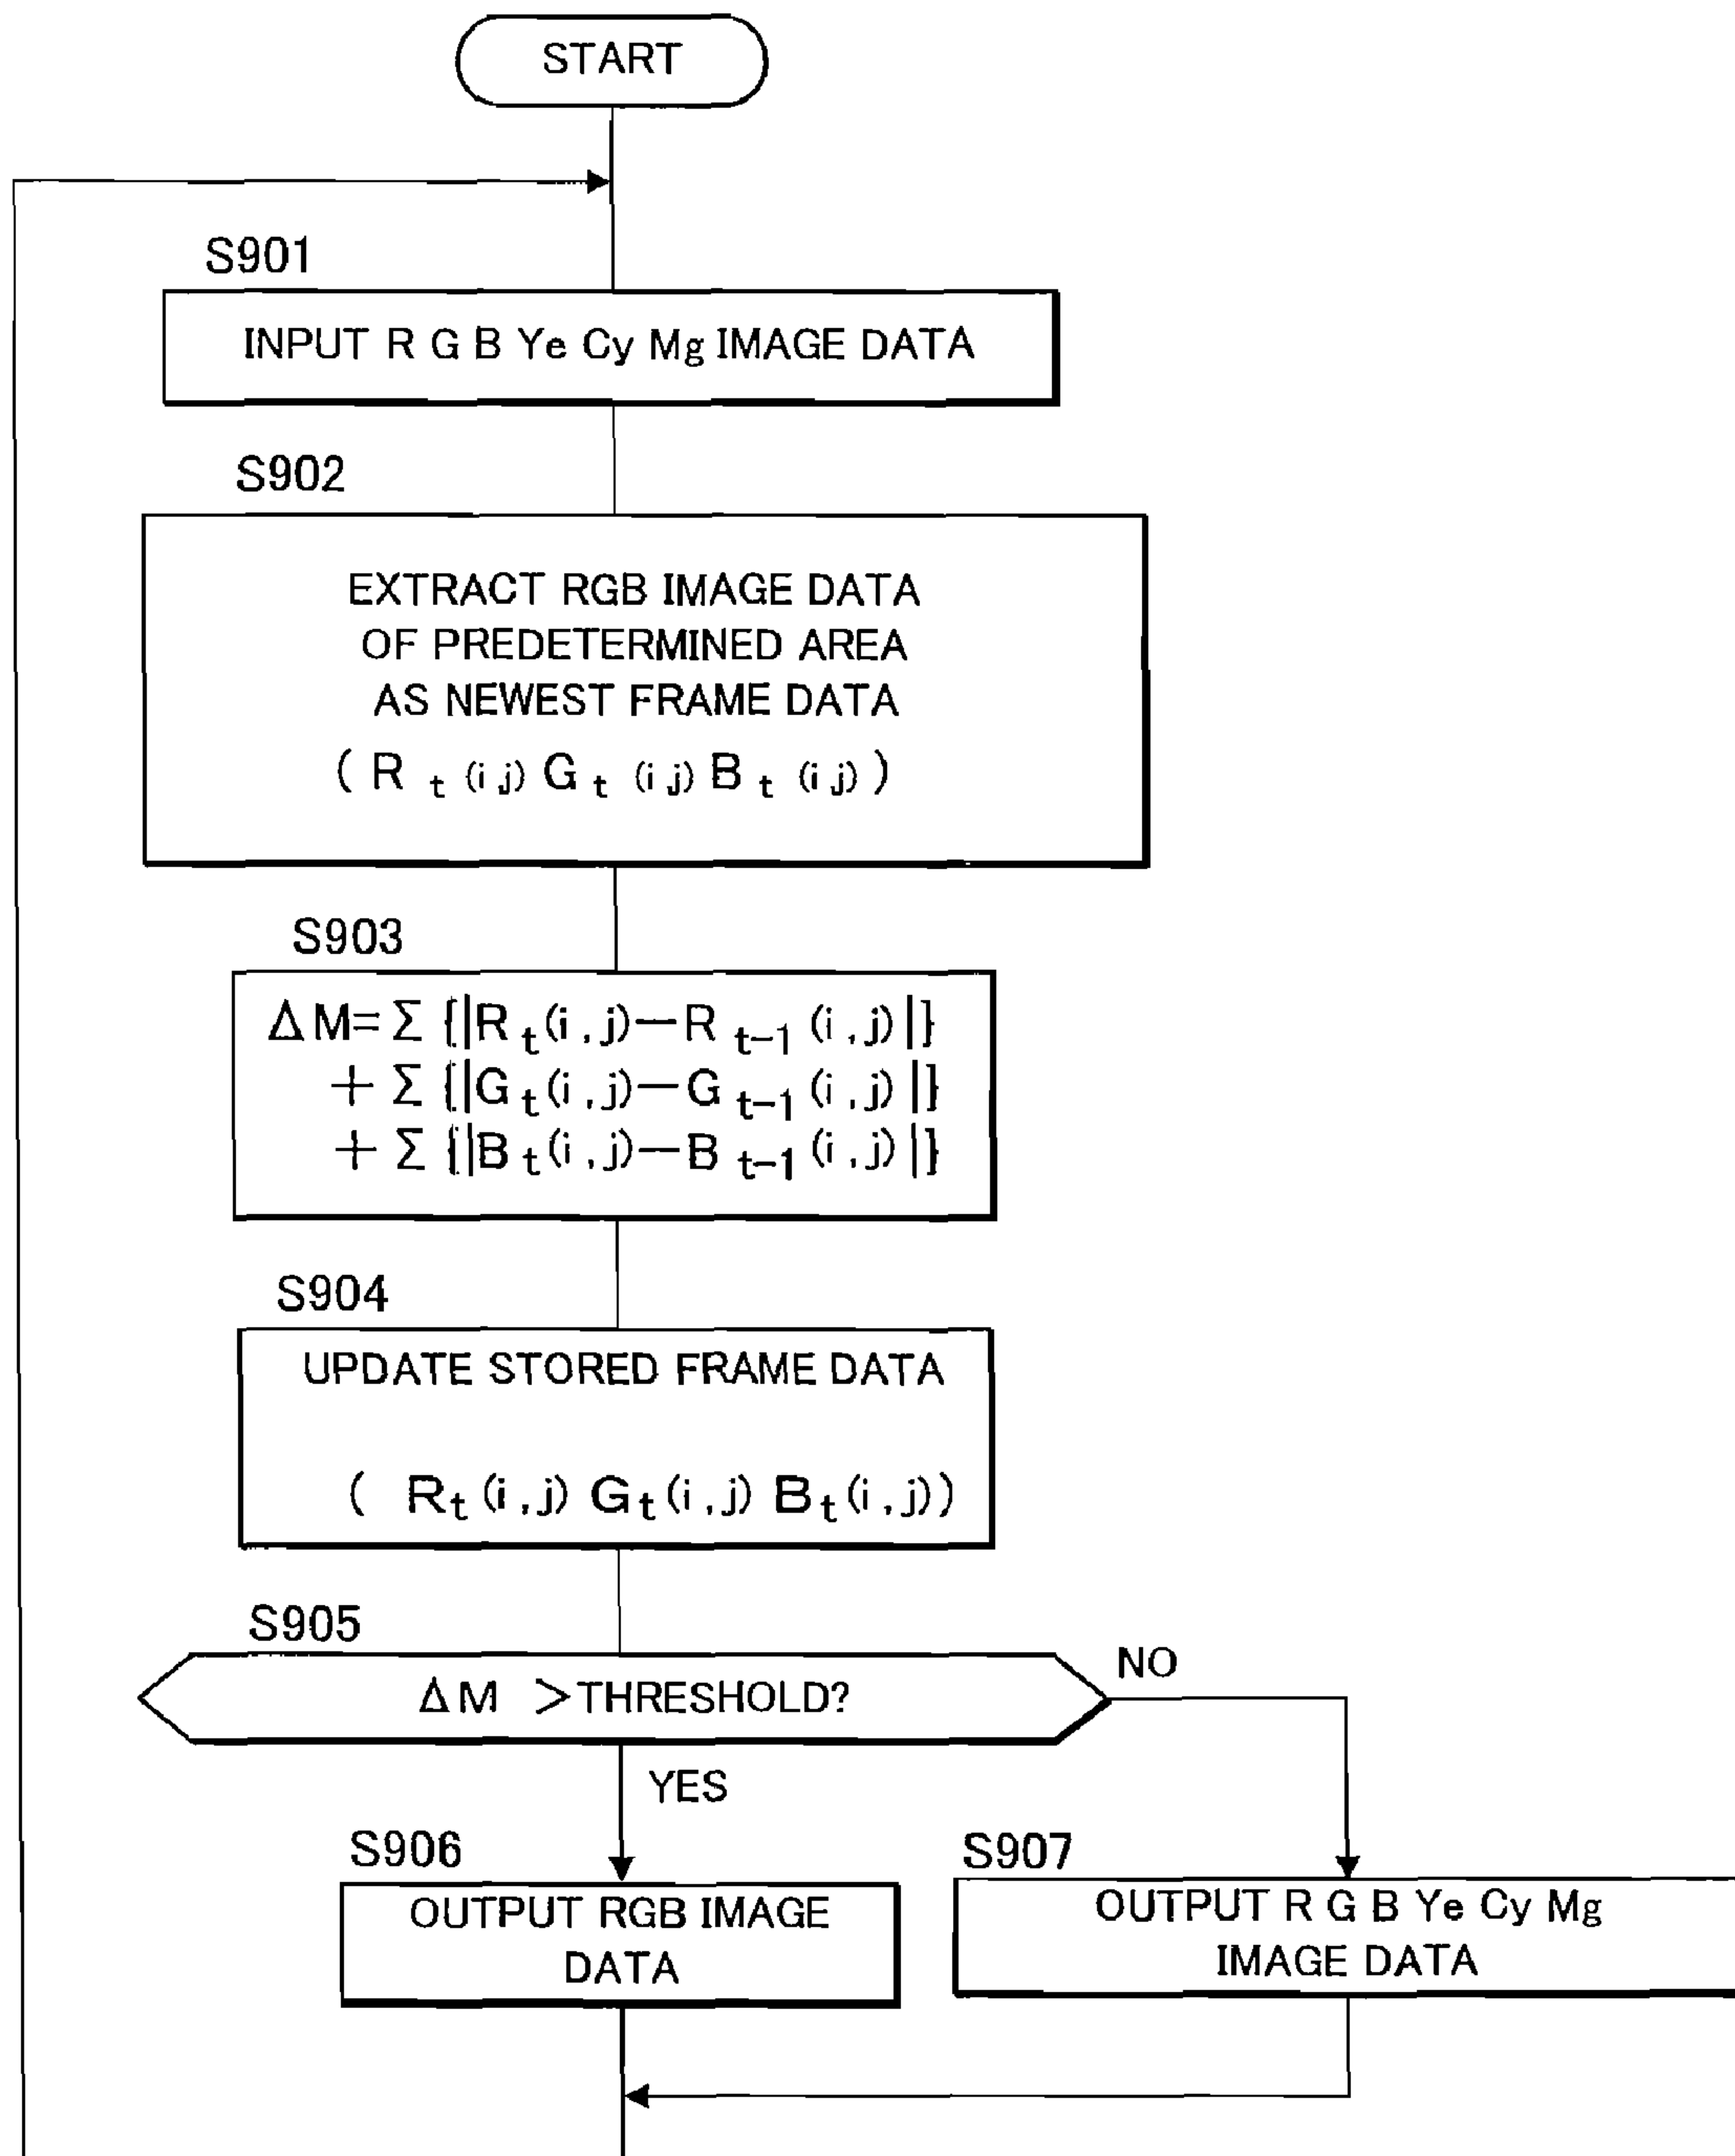 START
S901
INPUT R G B Ye Cy Mg IMAGE DATA
S902
EXTRACT RGB IMAGE DATA
OF PREDETERMINED AREA
AS NEWEST FRAME DATA
( R t (i,j) G t (i,j) B t (i,j) )
S903
ΔM=Σ{|R t(i,j)−R t−1 (i,j)|}
+Σ{|G t(i,j)−G t−1 (i,j)|}
+Σ{|B t(i,j)−B t−1 (i,j)|}
S904
UPDATE STORED FRAME DATA
( Rt(i,j) Gt(i,j) Bt(i,j))
S905
ΔM >THRESHOLD?
NO
YES
S906
OUTPUT RGB IMAGE
DATA
S907
OUTPUT R G B Ye Cy Mg
IMAGE DATA